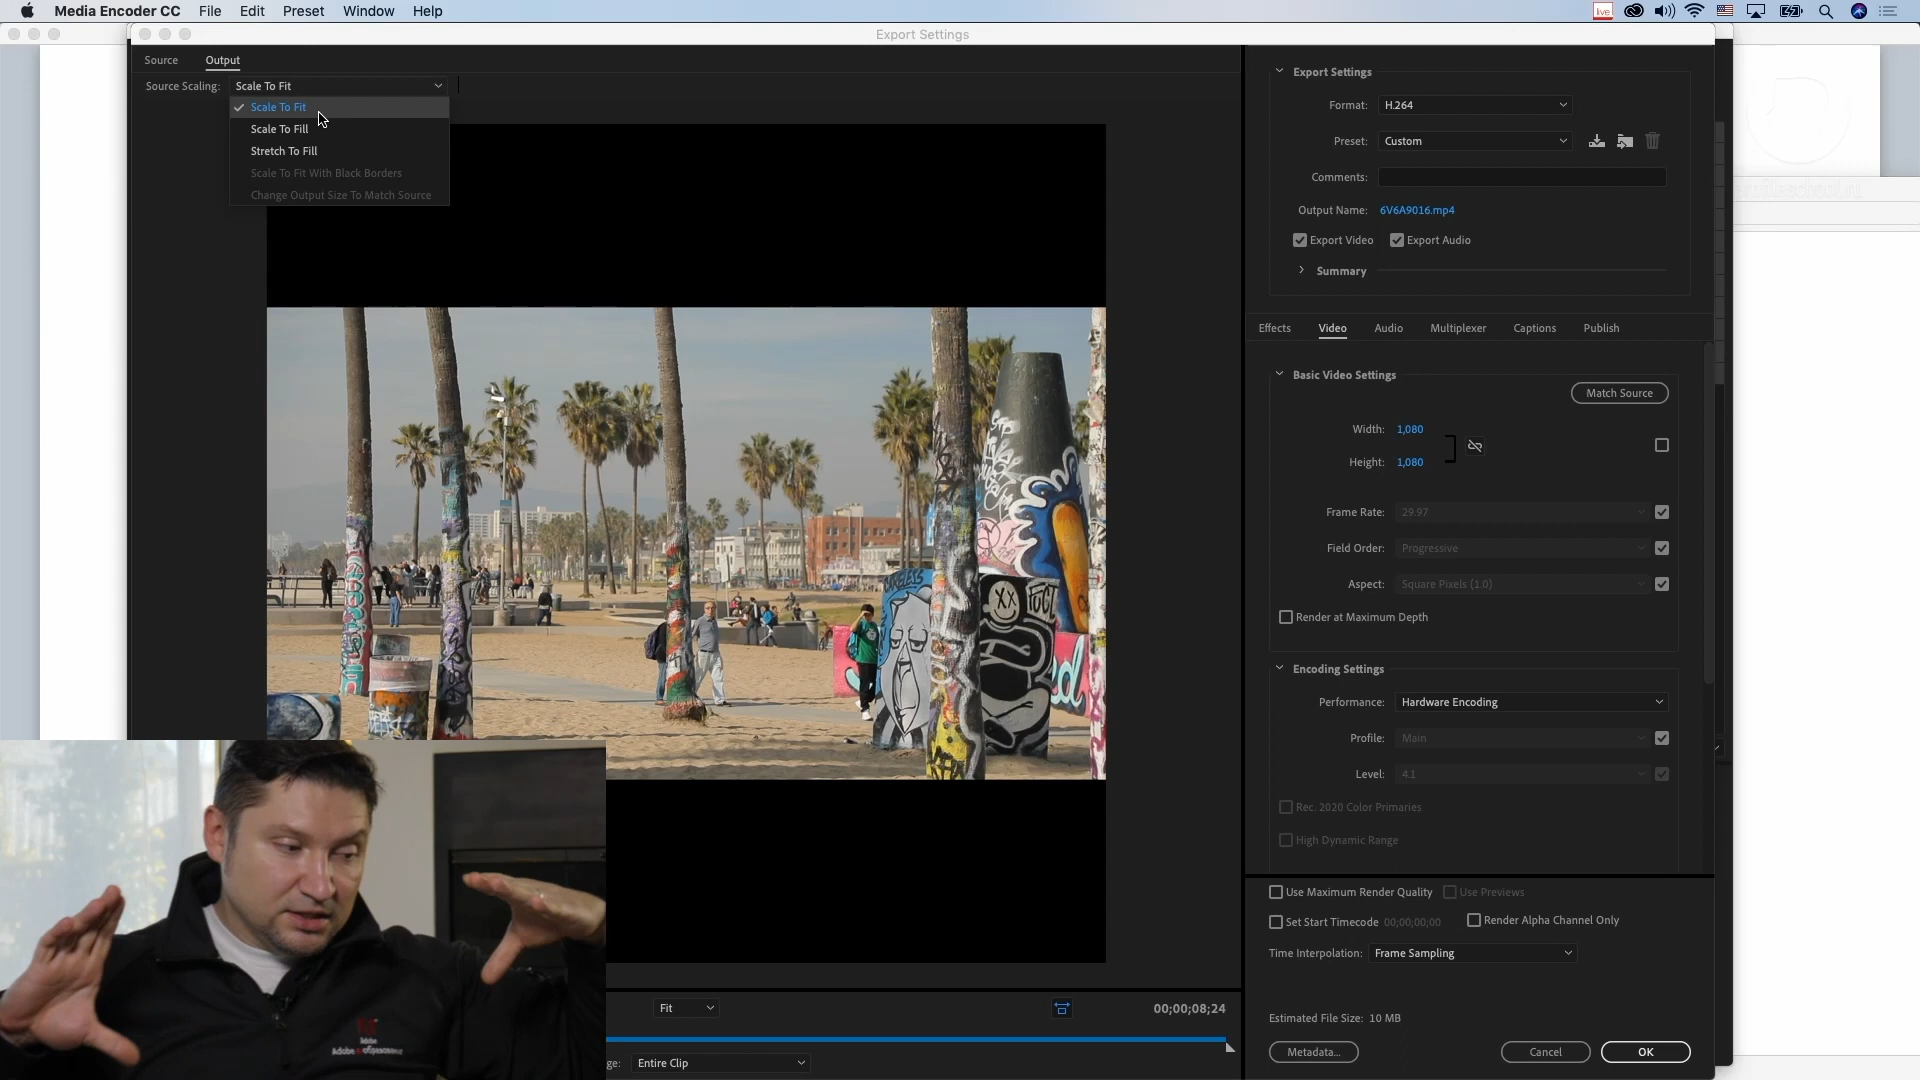 Media Encoder CC File Edit Preset Window Help
live
Export Settings
Source Output
Source Scaling: Scale To Fit
Scale To Fit
Scale To Fill
Stretch To Fill
Scale To Fit With Black Borders
Change Output Size To Match Source
Export Settings
Format: H.264
Preset: Custom
Comments:
Output Name: 6V6A9016.mp4
Export Video Export Audio
Summary
Effects Video Audio Multiplexer Captions Publish
Basic Video Settings
Match Source
Width: 1,080
Height: 1,080
Frame Rate: 29.97
Field Order: Progressive
Aspect: Square Pixels (1.0)
Render at Maximum Depth
Encoding Settings
Performance: Hardware Encoding
Profile: Main
Level: 4.1
Rec. 2020 Color Primaries
High Dynamic Range
Use Maximum Render Quality Use Previews
Set Start Timecode 00;00;00;00 Render Alpha Channel Only
Time Interpolation: Frame Sampling
Fit 00;00;08;24
Estimated File Size: 10 MB
ge: Entire Clip
Metadata... Cancel OK
Adobe